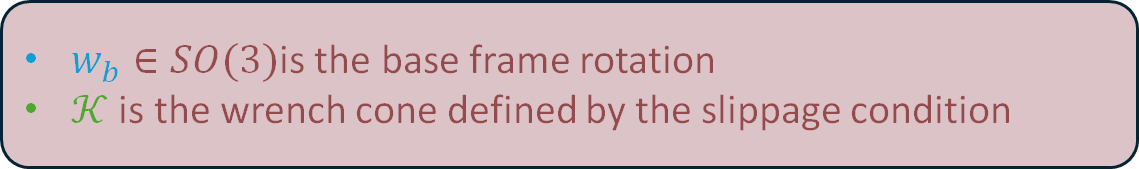 • w_b ∈ SO(3)is the base frame rotation
• 𝒦 is the wrench cone defined by the slippage condition